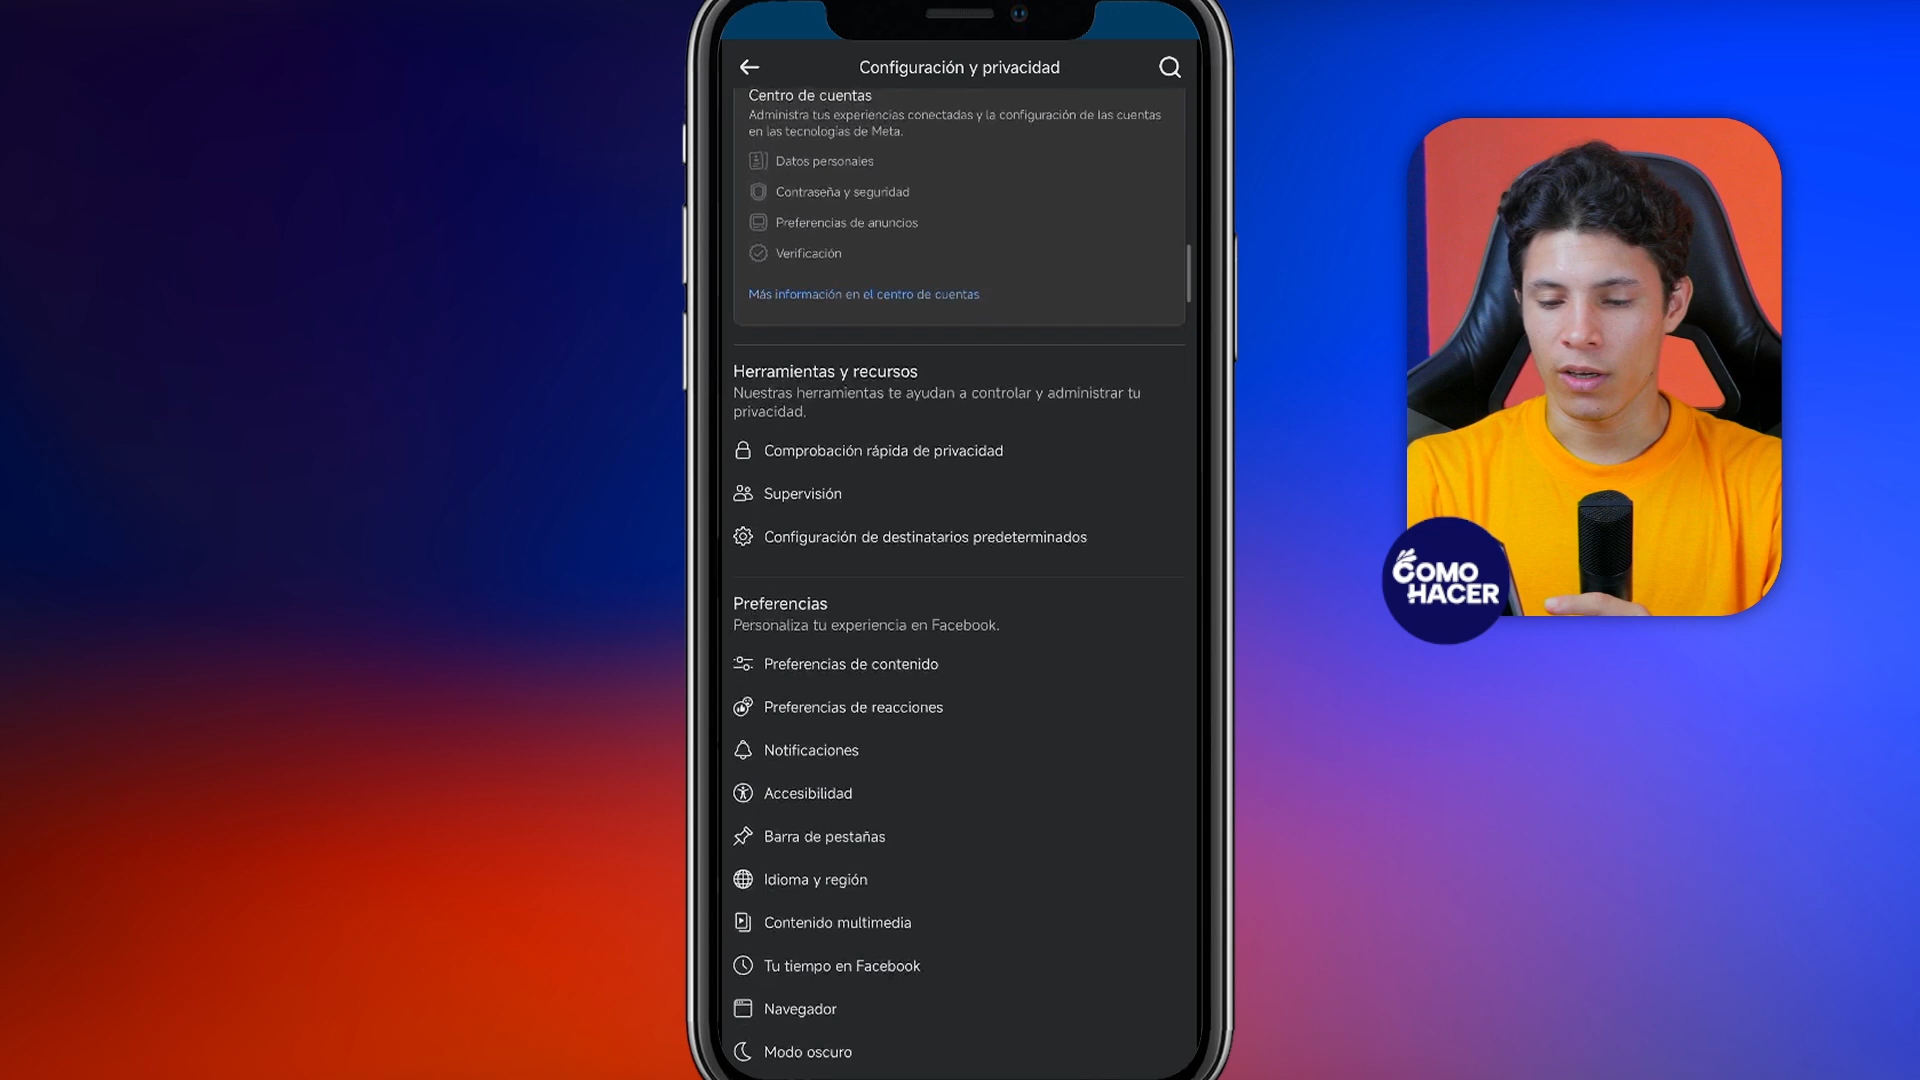 Configuración y privacidad
Centro de cuentas
Administra tus experiencias conectadas y la configuración de las cuentas
en las tecnologías de Meta.
Datos personales
Contraseña y seguridad
Preferencias de anuncios
Verificación
Más información en el centro de cuentas
Herramientas y recursos
Nuestras herramientas te ayudan a controlar y administrar tu
privacidad.
Comprobación rápida de privacidad
Supervisión
Configuración de destinatarios predeterminados
Preferencias
Personaliza tu experiencia en Facebook.
Preferencias de contenido
Preferencias de reacciones
Notificaciones
Accesibilidad
Barra de pestañas
Idioma y región
Contenido multimedia
Tu tiempo en Facebook
Navegador
Modo oscuro
COMO
HACER